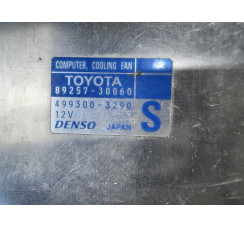 COMPUTER, COOLING FAN
TOYOTA
89257-30060
499300-3290
12V
DENSO JAPAN
S